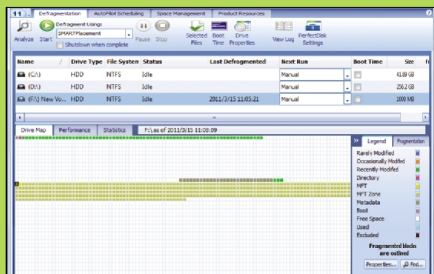 Defragmentation AutoPilot Scheduling Space Management Product Resources
Defragment Using:
SMARTPlacement
Shutdown when complete
Analyze Start Pause Stop Selected Files Boot Time Drive Properties View Log PerfectDisk Settings
Name Drive Type File System Status Last Defragmented Next Run Boot Time Size
(C:\) HDD NTFS Idle Manual 41.89 GB
(D:\) HDD NTFS Idle Manual
(F:\) New Vo... HDD NTFS Idle 2011/3/15 11:05:21 Manual 1000 MB
Drive Map Performance Statistics F:\ as of 2011/3/15 11:00:09
Legend Fragmentation
Rarely Modified
Occasionally Modified
Recently Modified
Directory
MFT
MFT Zone
Metadata
Boot
Free Space
Used
Excluded
Fragmented blocks
are outlined
Properties...